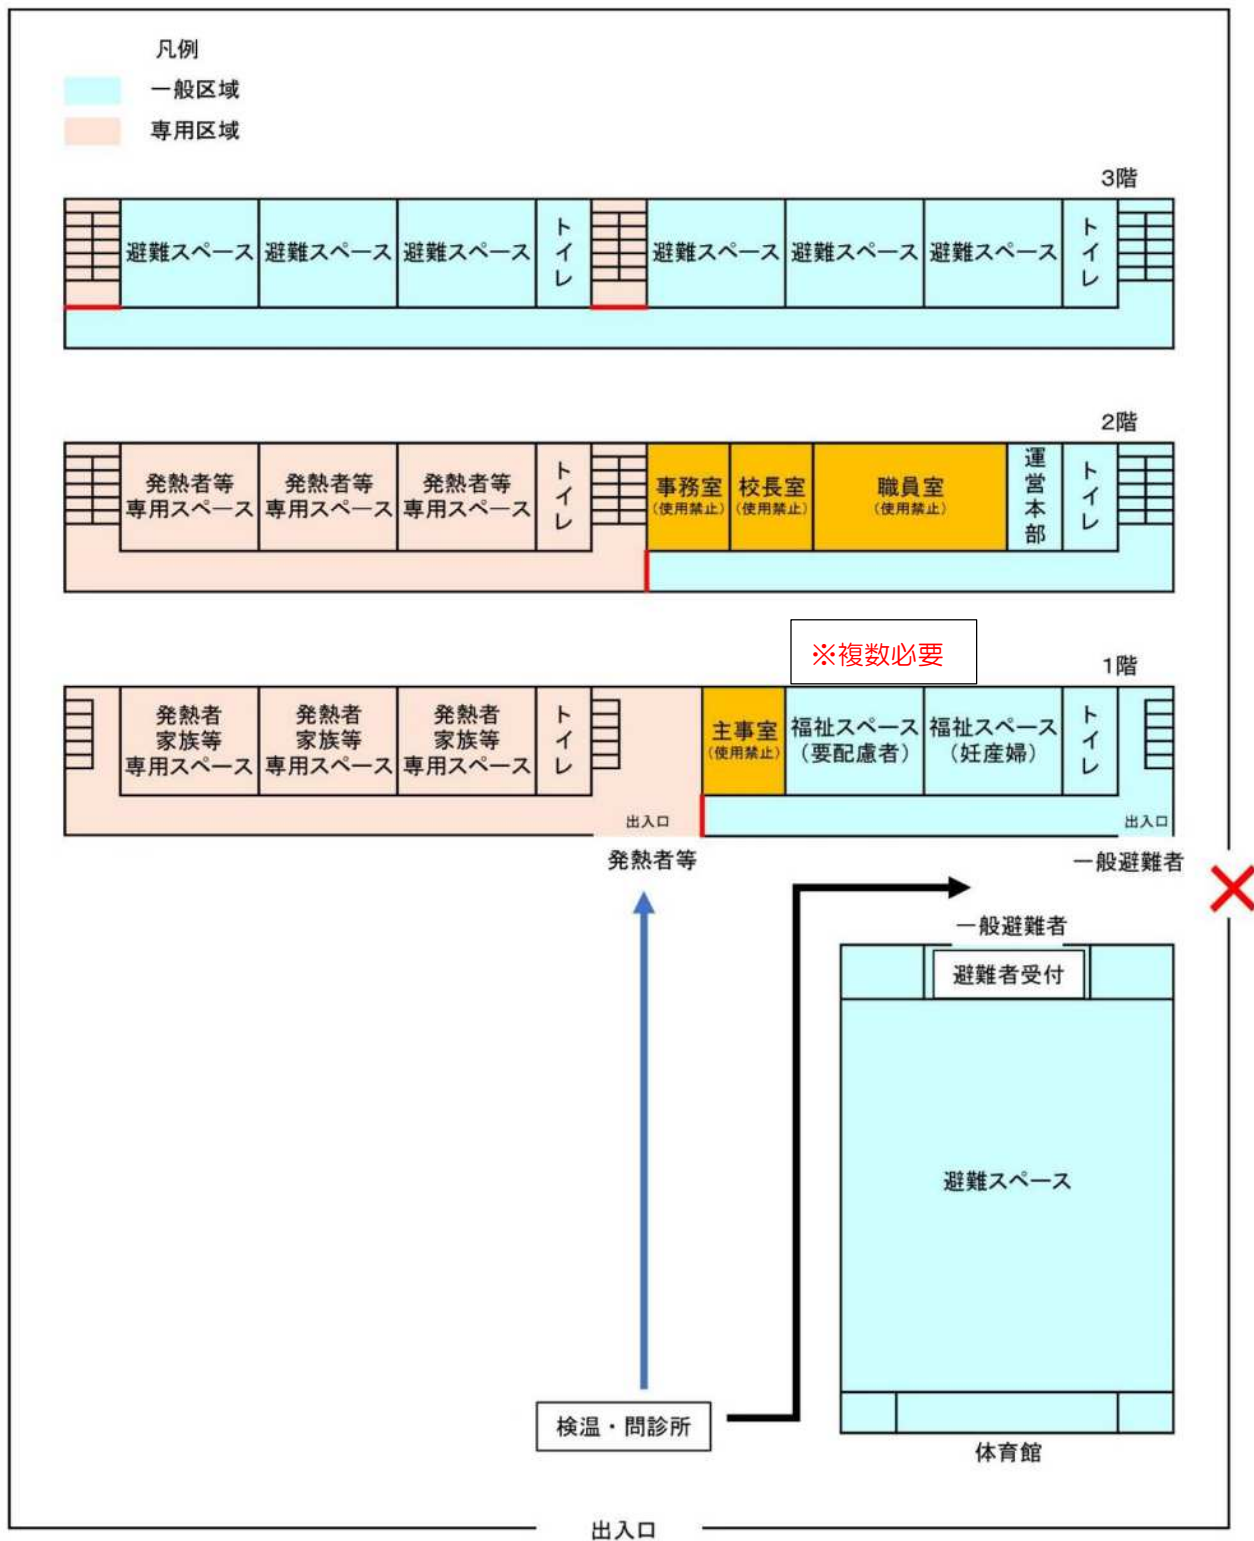 凡例
一般区域
専用区域
3階
避難スペース
避難スペース
避難スペース
トイレ
避難スペース
避難スペース
避難スペース
トイレ
2階
発熱者等
専用スペース
発熱者等
専用スペース
発熱者等
専用スペース
トイレ
事務室
(使用禁止)
校長室
(使用禁止)
職員室
(使用禁止)
運営本部
トイレ
※複数必要
1階
発熱者
家族等
専用スペース
発熱者
家族等
専用スペース
発熱者
家族等
専用スペース
トイレ
主事室
(使用禁止)
福祉スペース
(要配慮者)
福祉スペース
(妊産婦)
トイレ
出入口
出入口
発熱者等
一般避難者
一般避難者
避難者受付
避難スペース
検温・問診所
体育館
出入口